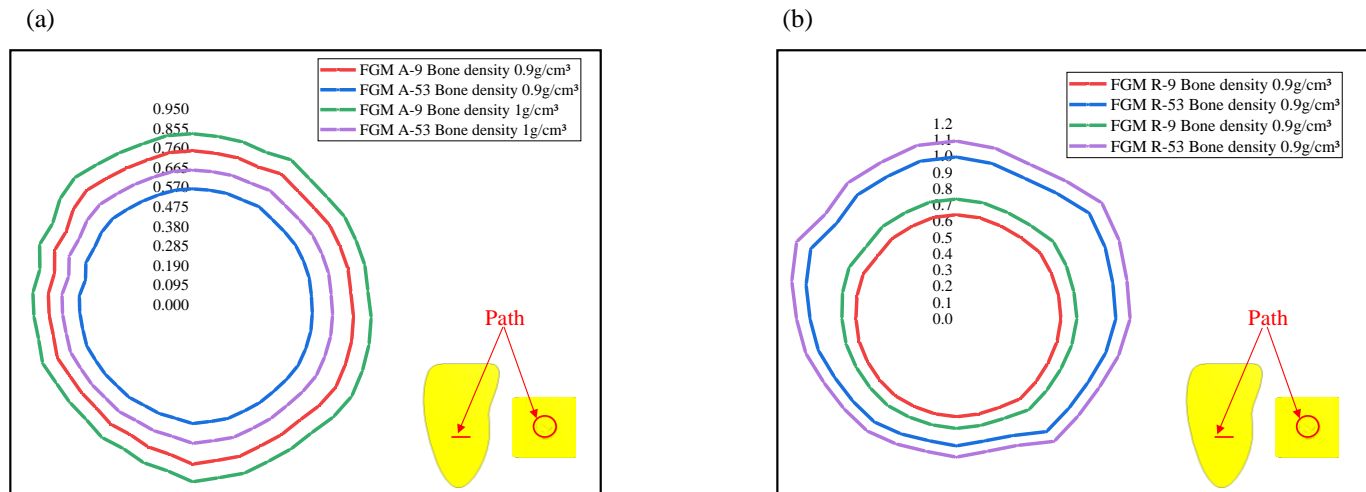 (a)
FGM A-9 Bone density 0.9g/cm³
FGM A-53 Bone density 0.9g/cm³
FGM A-9 Bone density 1g/cm³
FGM A-53 Bone density 1g/cm³
0.950
0.855
0.760
0.665
0.570
0.475
0.380
0.285
0.190
0.095
0.000
Path
(b)
FGM R-9 Bone density 0.9g/cm³
FGM R-53 Bone density 0.9g/cm³
FGM R-9 Bone density 0.9g/cm³
FGM R-53 Bone density 0.9g/cm³
1.2
1.1
1.0
0.9
0.8
0.7
0.6
0.5
0.4
0.3
0.2
0.1
0.0
Path